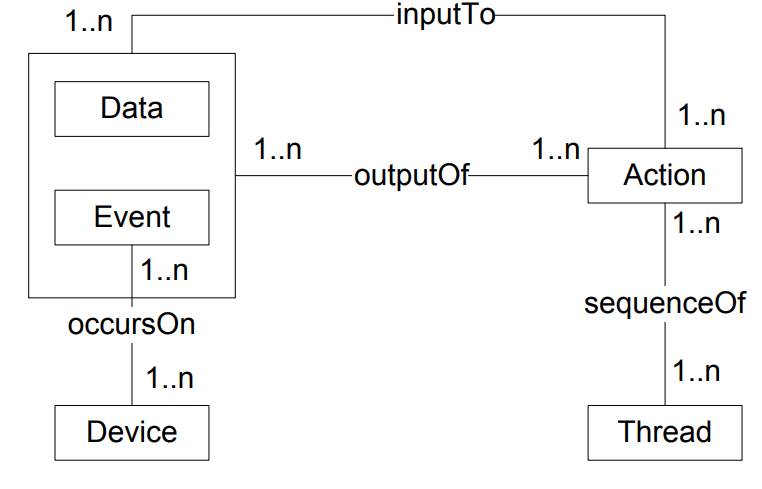 1..n
inputTo
Data
1..n
1..n
1..n
outputOf
Action
Event
1..n
1..n
occursOn
sequenceOf
1..n
1..n
Device
Thread